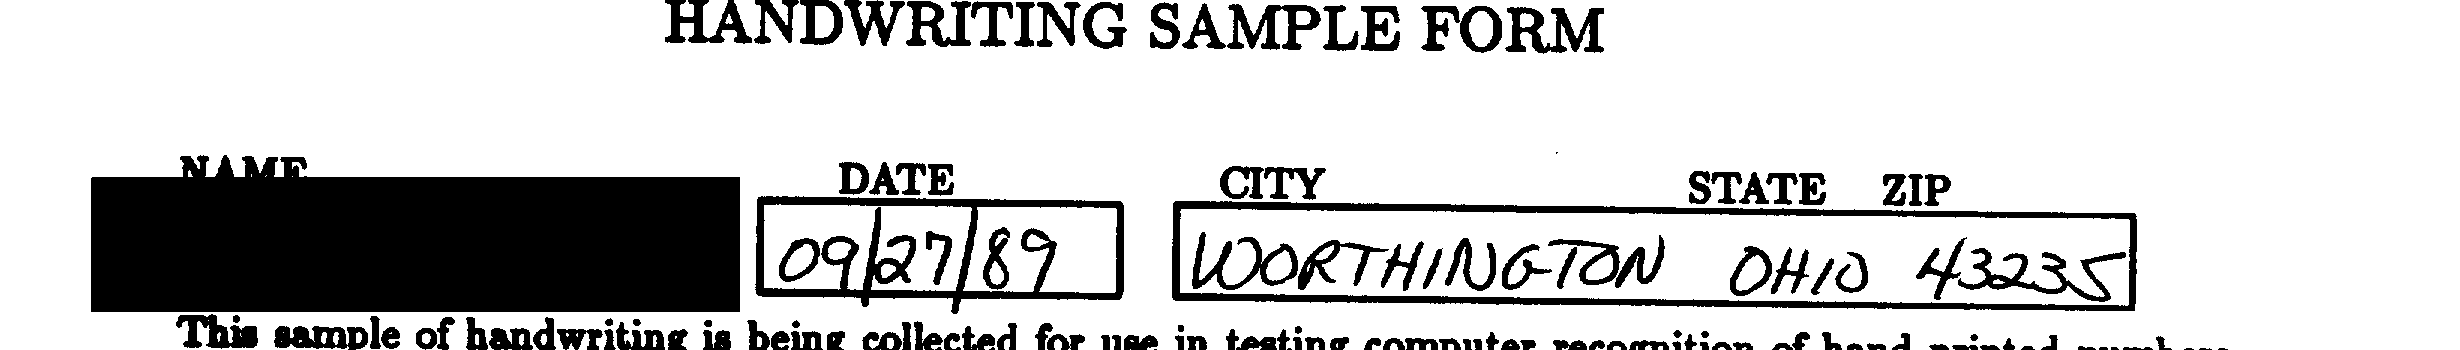 HANDWRITING SAMPLE FORM
NAME DATE CITY STATE ZIP
09/27/89 WORTHINGTON OHIO 43235
This sample of handwriting is being collected for use in testing computer recognition of hand printed numbers